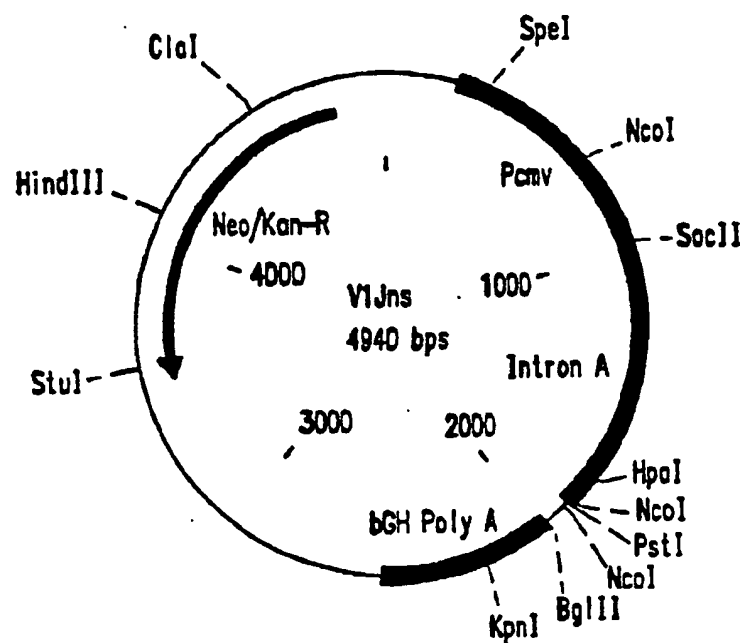 SpeI
ClaI
NcoI
Pcmv
HindIII
Neo/Kan-R
SacII
4000
V1Jns
1000
4940 bps
Intron A
StuI
3000
2000
HpaI
bGH Poly A
NcoI
PstI
NcoI
BglII
KpnI